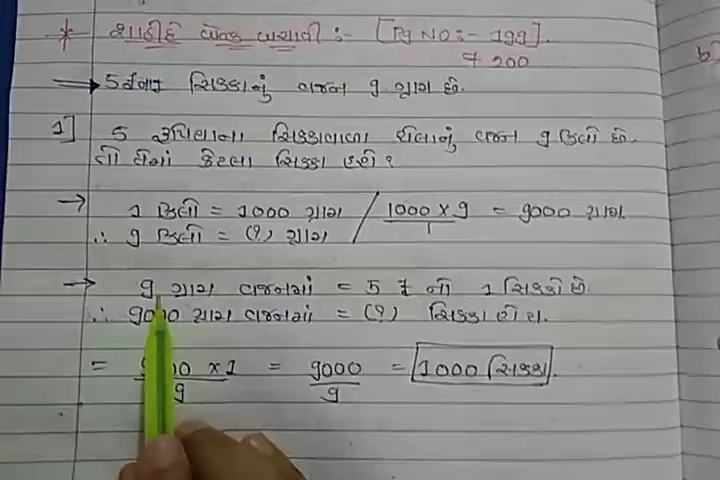 * શાહીદે વોલ્ક વાચાવી :- [Pg NO :- 199].
₹ 200
→ 5 ₹ના સિક્કાનું વજન 9 ગ્રામ છે.
1] 5 રૂપિયાના સિક્કાવાળા થેલાનું વજન 9 કિલો છે.
તો તેમાં કેટલા સિક્કા હશે ?
→ 1 કિલો = 1000 ગ્રામ / 1000 × 9 / 1 = 9000 ગ્રામ.
∴ 9 કિલો = (?) ગ્રામ
→ 9 ગ્રામ વજનમાં = 5 ₹ નો 1 સિક્કો છે.
∴ 9000 ગ્રામ વજનમાં = (?) સિક્કા હોય.
= 9000 × 1 / 9 = 9000 / 9 = 1000 સિક્કા.